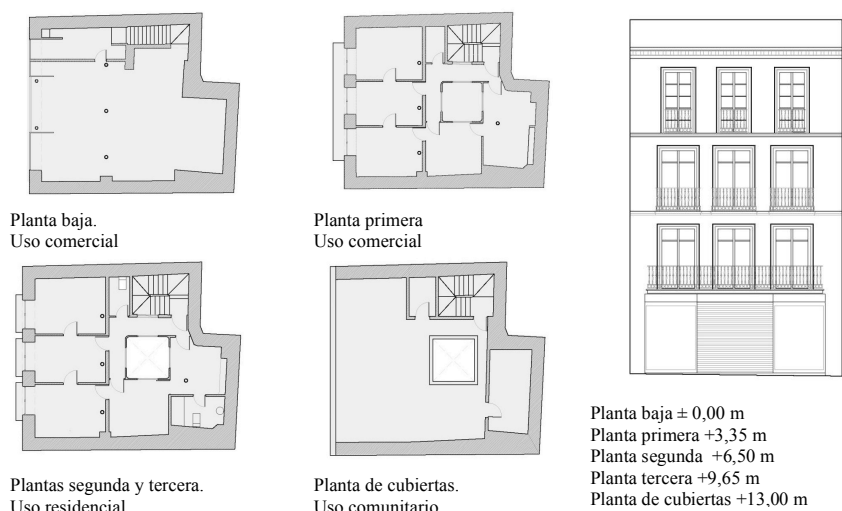 Planta baja.
Uso comercial
Planta primera
Uso comercial
Plantas segunda y tercera.
Uso residencial
Planta de cubiertas.
Uso comunitario
Planta baja ± 0,00 m
Planta primera +3,35 m
Planta segunda +6,50 m
Planta tercera +9,65 m
Planta de cubiertas +13,00 m